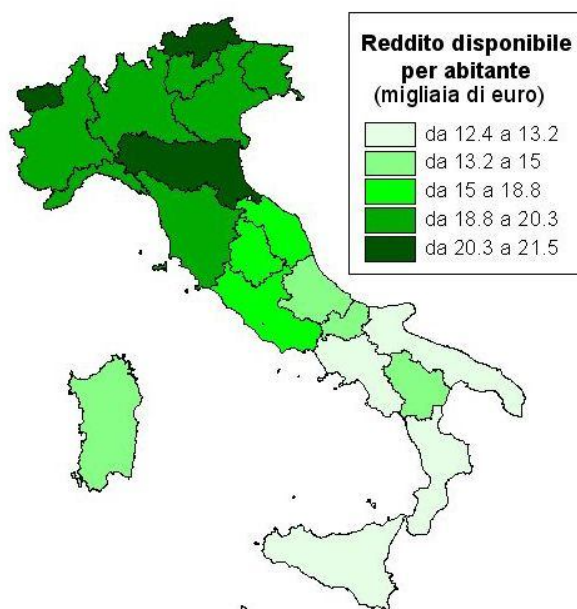 Reddito disponibile
per abitante
(migliaia di euro)
da 12.4 a 13.2
da 13.2 a 15
da 15 a 18.8
da 18.8 a 20.3
da 20.3 a 21.5